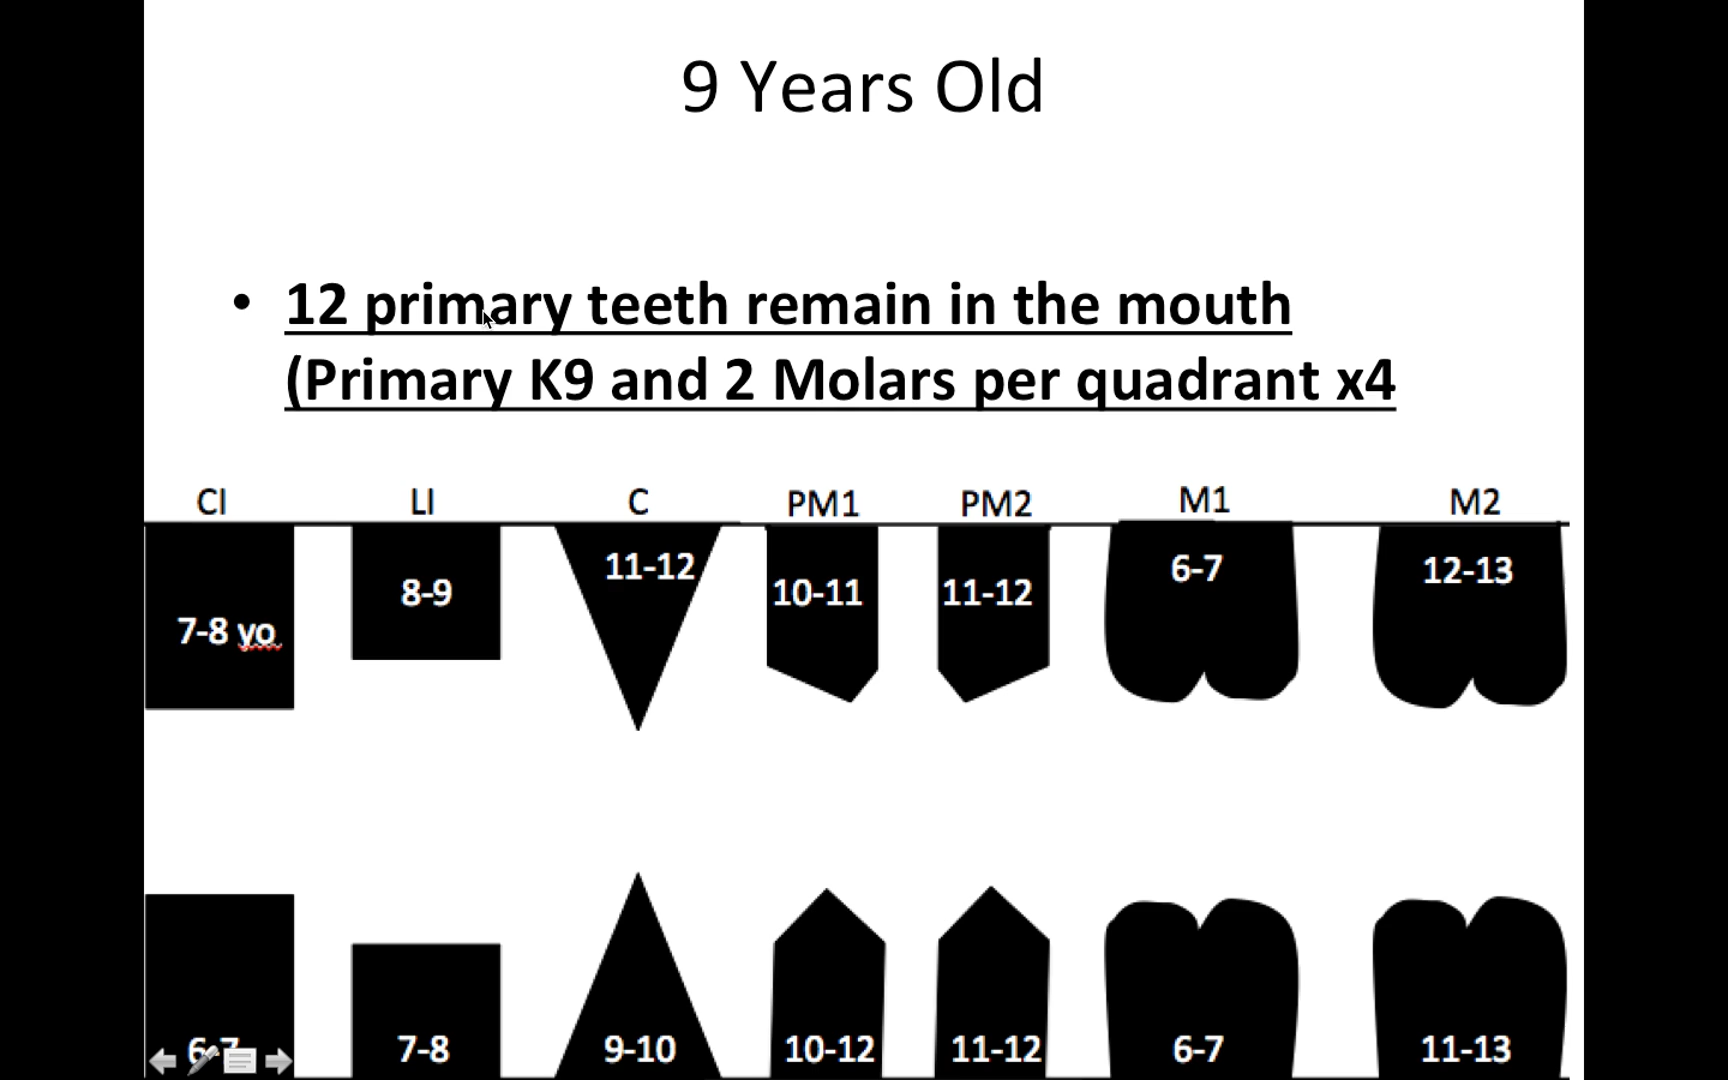 9 Years Old
• 12 primary teeth remain in the mouth
(Primary K9 and 2 Molars per quadrant x4
CI LI C PM1 PM2 M1 M2
7-8 yo 8-9 11-12 10-11 11-12 6-7 12-13
6-7 7-8 9-10 10-12 11-12 6-7 11-13